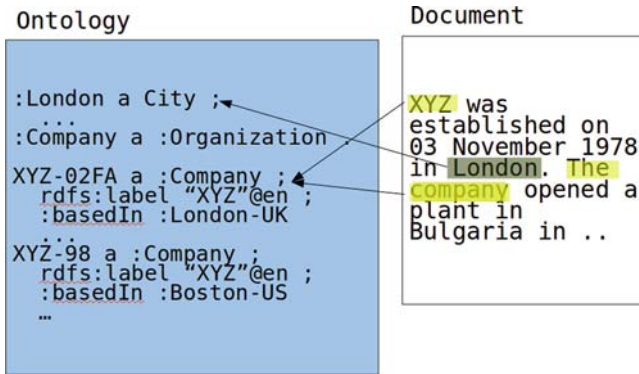 Ontology
:London a City ;
...
:Company a :Organization .
XYZ-02FA a :Company ;
rdfs:label “XYZ”@en ;
:basedIn :London-UK
...
XYZ-98 a :Company ;
rdfs:label “XYZ”@en ;
:basedIn :Boston-US
…
Document
XYZ was
established on
03 November 1978
in London. The
company opened a
plant in
Bulgaria in ..